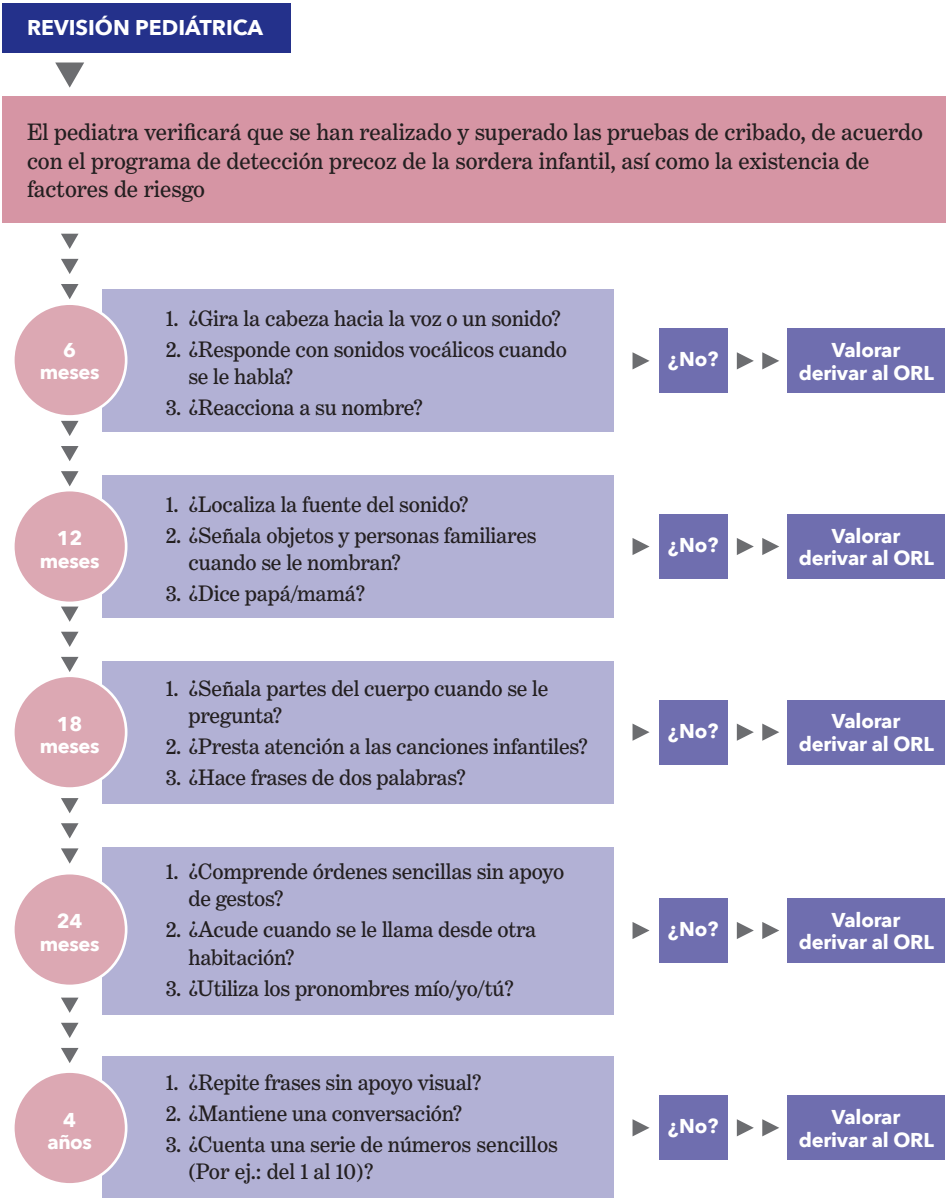 REVISIÓN PEDIÁTRICA
El pediatra verificará que se han realizado y superado las pruebas de cribado, de acuerdo
con el programa de detección precoz de la sordera infantil, así como la existencia de
factores de riesgo
6
meses
1. ¿Gira la cabeza hacia la voz o un sonido?
2. ¿Responde con sonidos vocálicos cuando
se le habla?
3. ¿Reacciona a su nombre?
¿No?
Valorar
derivar al ORL
12
meses
1. ¿Localiza la fuente del sonido?
2. ¿Señala objetos y personas familiares
cuando se le nombran?
3. ¿Dice papá/mamá?
¿No?
Valorar
derivar al ORL
18
meses
1. ¿Señala partes del cuerpo cuando se le
pregunta?
2. ¿Presta atención a las canciones infantiles?
3. ¿Hace frases de dos palabras?
¿No?
Valorar
derivar al ORL
24
meses
1. ¿Comprende órdenes sencillas sin apoyo
de gestos?
2. ¿Acude cuando se le llama desde otra
habitación?
3. ¿Utiliza los pronombres mío/yo/tú?
¿No?
Valorar
derivar al ORL
4
años
1. ¿Repite frases sin apoyo visual?
2. ¿Mantiene una conversación?
3. ¿Cuenta una serie de números sencillos
(Por ej.: del 1 al 10)?
¿No?
Valorar
derivar al ORL